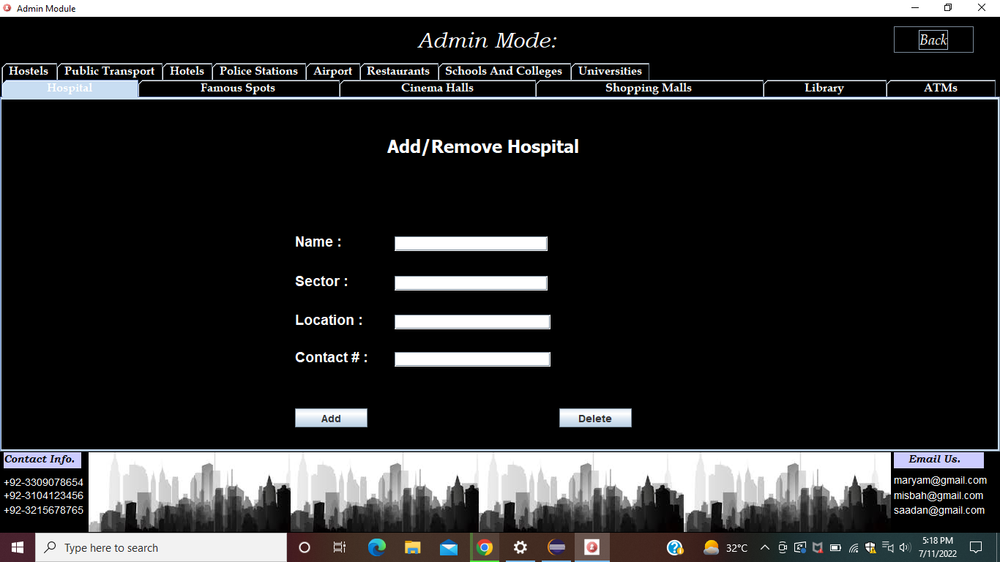 Admin Module
Admin Mode:
Back
Hostels Public Transport Hotels Police Stations Airport Restaurants Schools And Colleges Universities
Hospital Famous Spots Cinema Halls Shopping Malls Library ATMs
Add/Remove Hospital
Name :
Sector :
Location :
Contact # :
Add Delete
Contact Info. Email Us.
+92-3309078654 maryam@gmail.com
+92-3104123456 misbah@gmail.com
+92-3215678765 saadan@gmail.com
Type here to search
32°C
5:18 PM
7/11/2022